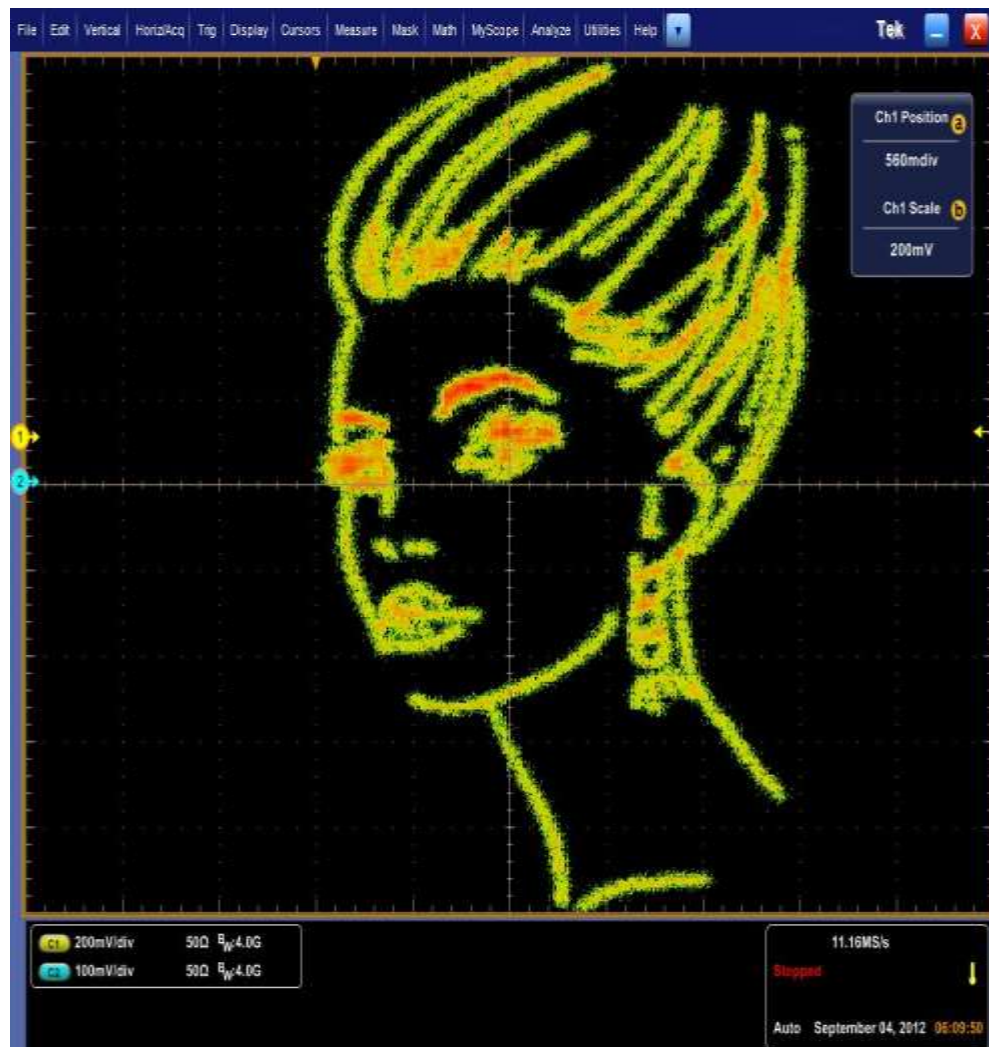 File Edit Vertical Horiz/Acq Trig Display Cursors Measure Mask Math MyScope Analyze Utilities Help Tek X
Ch1 Position a
560mdiv
Ch1 Scale b
200mV
1
2
C1 200mV/div 50Ω BW:4.0G
C2 100mV/div 50Ω BW:4.0G
11.16MS/s
Stopped
Auto September 04, 2012 06:09:50